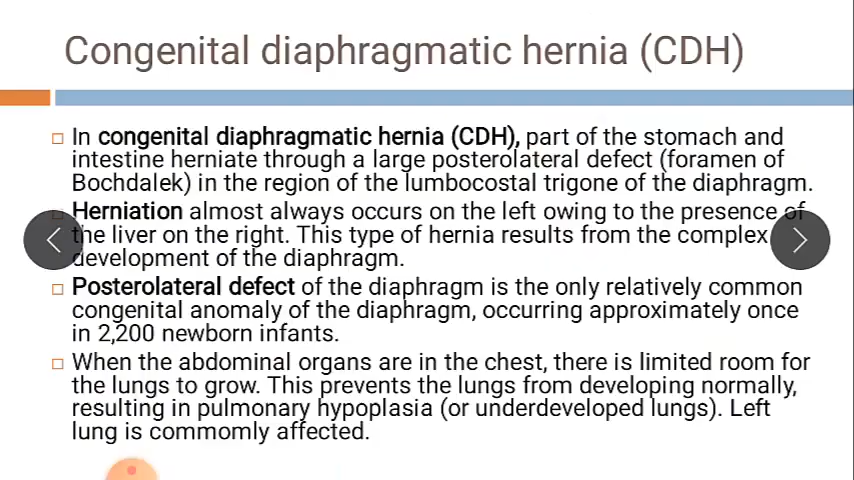 Congenital diaphragmatic hernia (CDH)
In congenital diaphragmatic hernia (CDH), part of the stomach and
intestine herniate through a large posterolateral defect (foramen of
Bochdalek) in the region of the lumbocostal trigone of the diaphragm.
Herniation almost always occurs on the left owing to the presence of
the liver on the right. This type of hernia results from the complex
development of the diaphragm.
Posterolateral defect of the diaphragm is the only relatively common
congenital anomaly of the diaphragm, occurring approximately once
in 2,200 newborn infants.
When the abdominal organs are in the chest, there is limited room for
the lungs to grow. This prevents the lungs from developing normally,
resulting in pulmonary hypoplasia (or underdeveloped lungs). Left
lung is commomly affected.